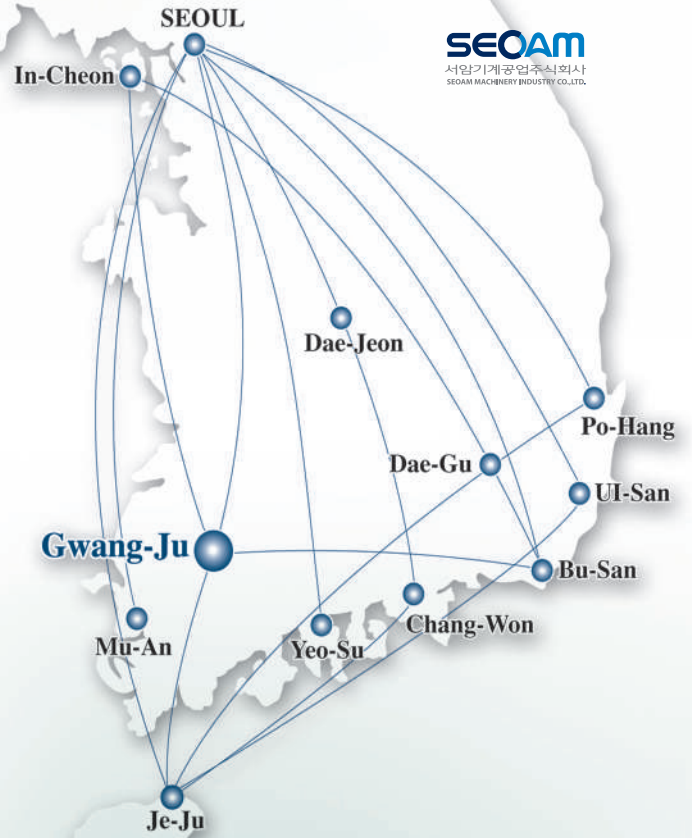 SEOUL
SEOAM
서암기계공업주식회사
SEOAM MACHINERY INDUSTRY CO.,LTD.
In-Cheon
Dae-Jeon
Po-Hang
Dae-Gu
UI-San
Gwang-Ju
Bu-San
Chang-Won
Mu-An
Yeo-Su
Je-Ju